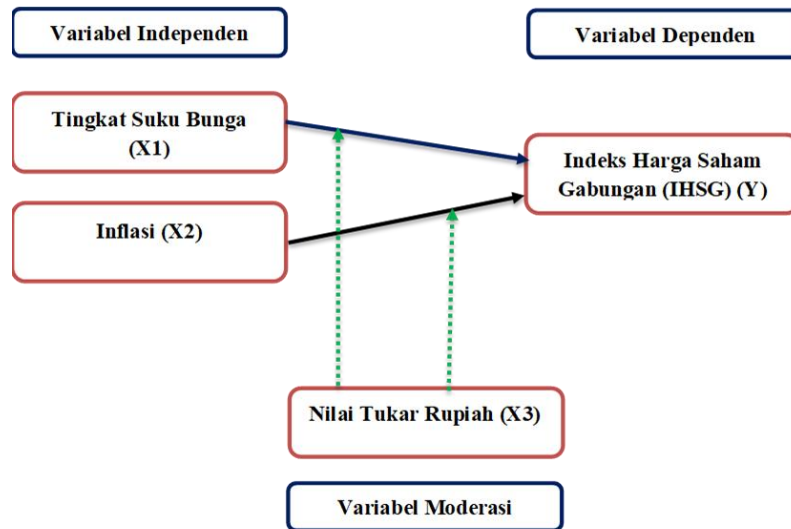 Variabel Independen
Variabel Dependen
Tingkat Suku Bunga
(X1)
Indeks Harga Saham
Gabungan (IHSG) (Y)
Inflasi (X2)
Nilai Tukar Rupiah (X3)
Variabel Moderasi